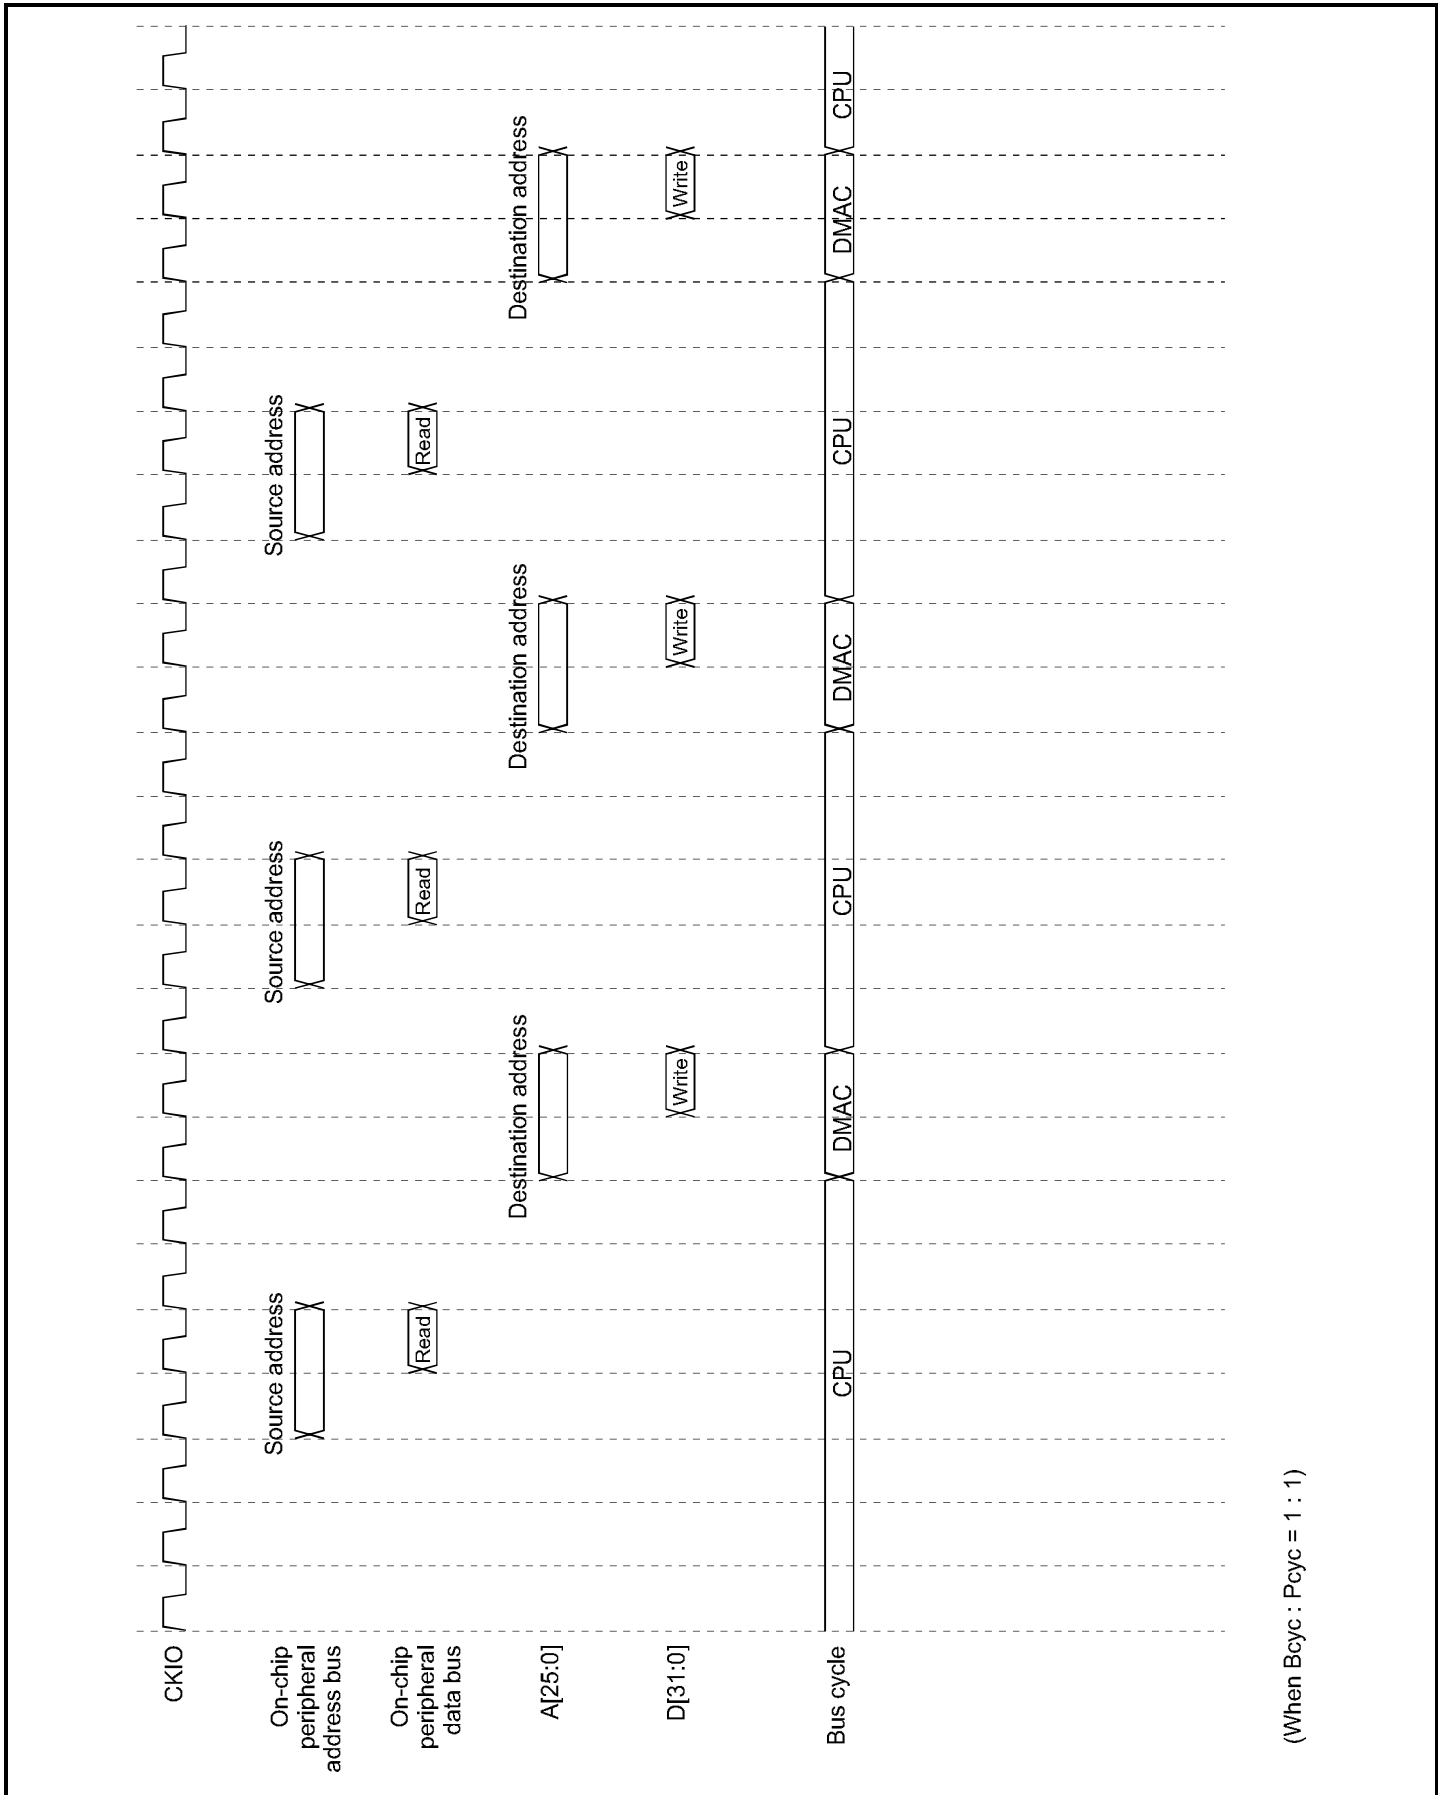 CKIO
On-chip
peripheral
address bus
Source address
Source address
Source address
On-chip
peripheral
data bus
Read
Read
Read
A[25:0]
Destination address
Destination address
Destination address
D[31:0]
Write
Write
Write
Bus cycle
CPU
DMAC
CPU
DMAC
CPU
DMAC
CPU
(When Bcyc : Pcyc = 1 : 1)